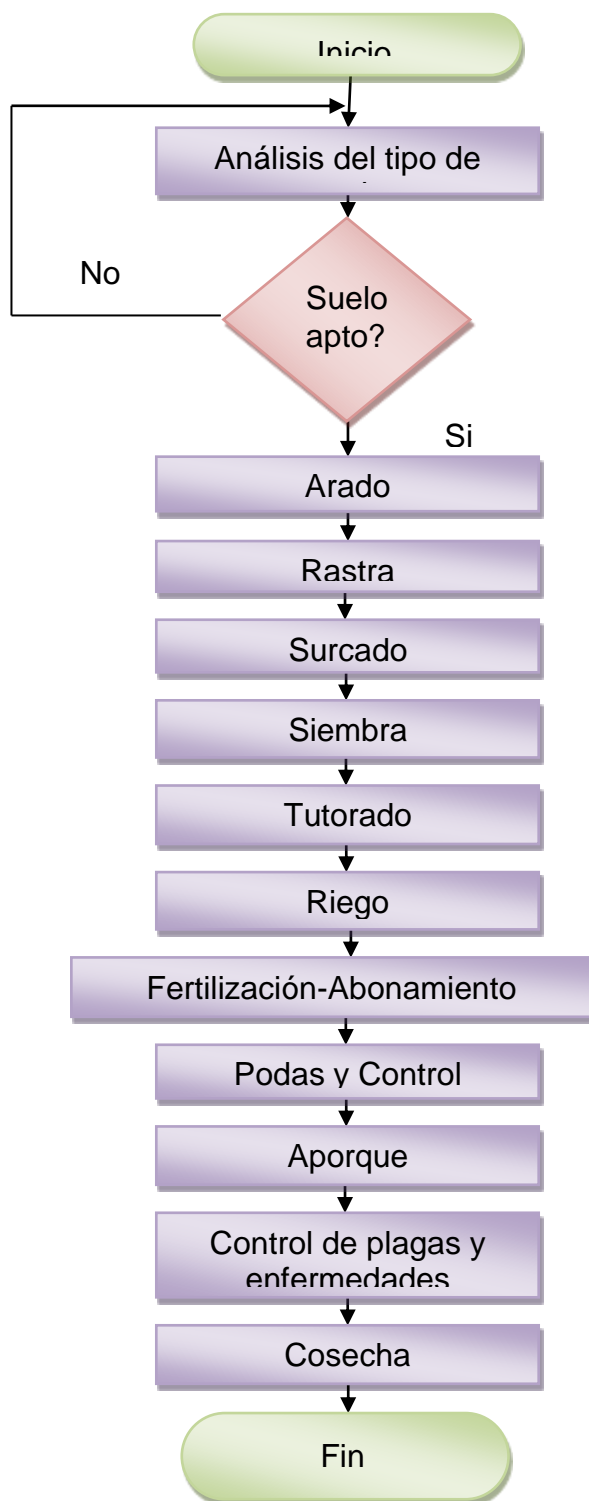 Inicio
Análisis del tipo de
No
Suelo
apto?
Si
Arado
Rastra
Surcado
Siembra
Tutorado
Riego
Fertilización-Abonamiento
Podas y Control
Aporque
Control de plagas y
enfermedades
Cosecha
Fin